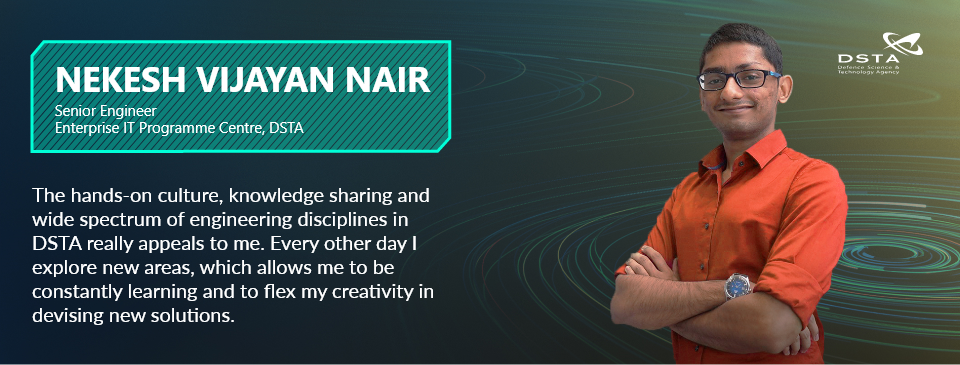 NEKESH VIJAYAN NAIR
Senior Engineer
Enterprise IT Programme Centre, DSTA
The hands-on culture, knowledge sharing and
wide spectrum of engineering disciplines in
DSTA really appeals to me. Every other day I
explore new areas, which allows me to be
constantly learning and to flex my creativity in
devising new solutions.
DSTA
Defence Science &
Technology Agency